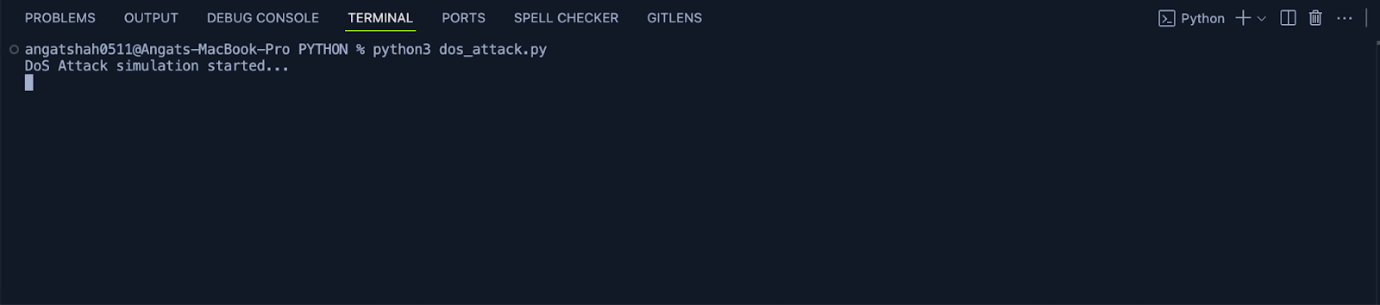 PROBLEMS OUTPUT DEBUG CONSOLE TERMINAL PORTS SPELL CHECKER GITLENS Python
angatshah0511@Angats-MacBook-Pro PYTHON % python3 dos_attack.py
DoS Attack simulation started...